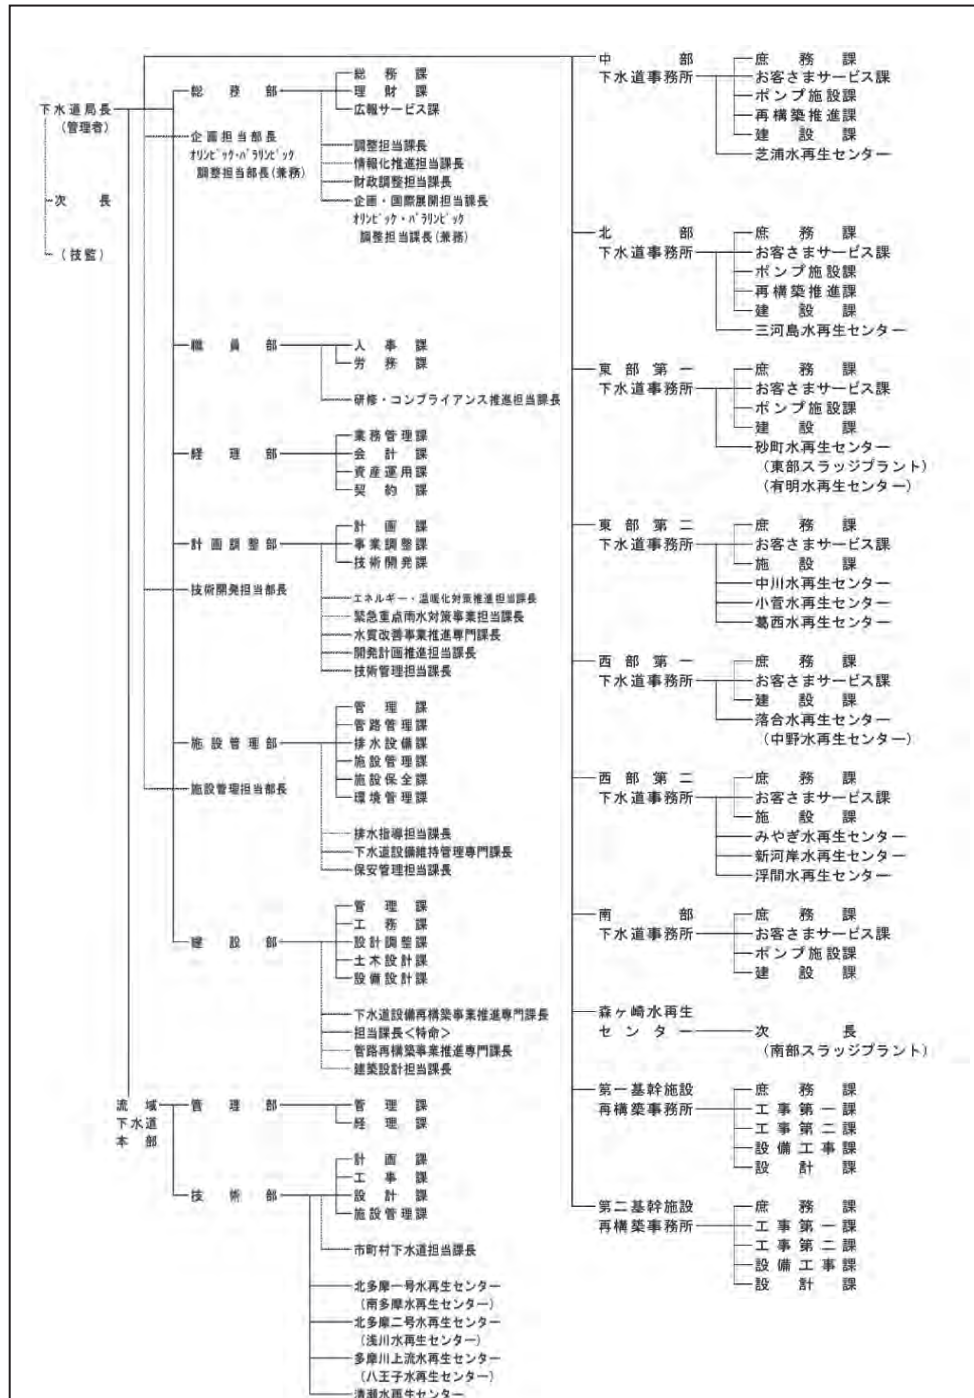 下水道局長
(管理者)
次長
(技監)
総務部
総務課
理財課
広報サービス課
調整担当課長
情報化推進担当課長
財政調整担当課長
企画・国際展開担当課長
オリンピック・パラリンピック
調整担当課長(兼務)
企画担当部長
オリンピック・パラリンピック
調整担当部長(兼務)
職員部
人事課
労務課
研修・コンプライアンス推進担当課長
経理部
業務管理課
会計課
資産運用課
契約課
計画調整部
計画課
事業調整課
技術開発課
エネルギー・温暖化対策推進担当課長
緊急重点雨水対策事業担当課長
水質改善事業推進専門課長
開発計画推進担当課長
技術管理担当課長
技術開発担当部長
施設管理部
管理課
管路管理課
排水設備課
施設管理課
施設保全課
環境管理課
排水指導担当課長
下水道設備維持管理専門課長
保安管理担当課長
施設管理担当部長
建設部
管理課
工務課
設計調整課
土木設計課
設備設計課
下水道設備再構築事業推進専門課長
担当課長<特命>
管路再構築事業推進専門課長
建築設計担当課長
流域
下水道
本部
管理部
管理課
経理課
技術部
計画課
工事課
設計課
施設管理課
市町村下水道担当課長
北多摩一号水再生センター
(南多摩水再生センター)
北多摩二号水再生センター
(浅川水再生センター)
多摩川上流水再生センター
(八王子水再生センター)
清瀬水再生センター
中部
下水道事務所
庶務課
お客さまサービス課
ポンプ施設課
再構築推進課
建設課
芝浦水再生センター
北部
下水道事務所
庶務課
お客さまサービス課
ポンプ施設課
再構築推進課
建設課
三河島水再生センター
東部第一
下水道事務所
庶務課
お客さまサービス課
ポンプ施設課
建設課
砂町水再生センター
(東部スラッジプラント)
(有明水再生センター)
東部第二
下水道事務所
庶務課
お客さまサービス課
施設課
中川水再生センター
小菅水再生センター
葛西水再生センター
西部第一
下水道事務所
庶務課
お客さまサービス課
建設課
落合水再生センター
(中野水再生センター)
西部第二
下水道事務所
庶務課
お客さまサービス課
施設課
みやぎ水再生センター
新河岸水再生センター
浮間水再生センター
南部
下水道事務所
庶務課
お客さまサービス課
ポンプ施設課
建設課
森ヶ崎水再生
センター
次長
(南部スラッジプラント)
第一基幹施設
再構築事務所
庶務課
工事第一課
工事第二課
設備工事課
設計課
第二基幹施設
再構築事務所
庶務課
工事第一課
工事第二課
設備工事課
設計課